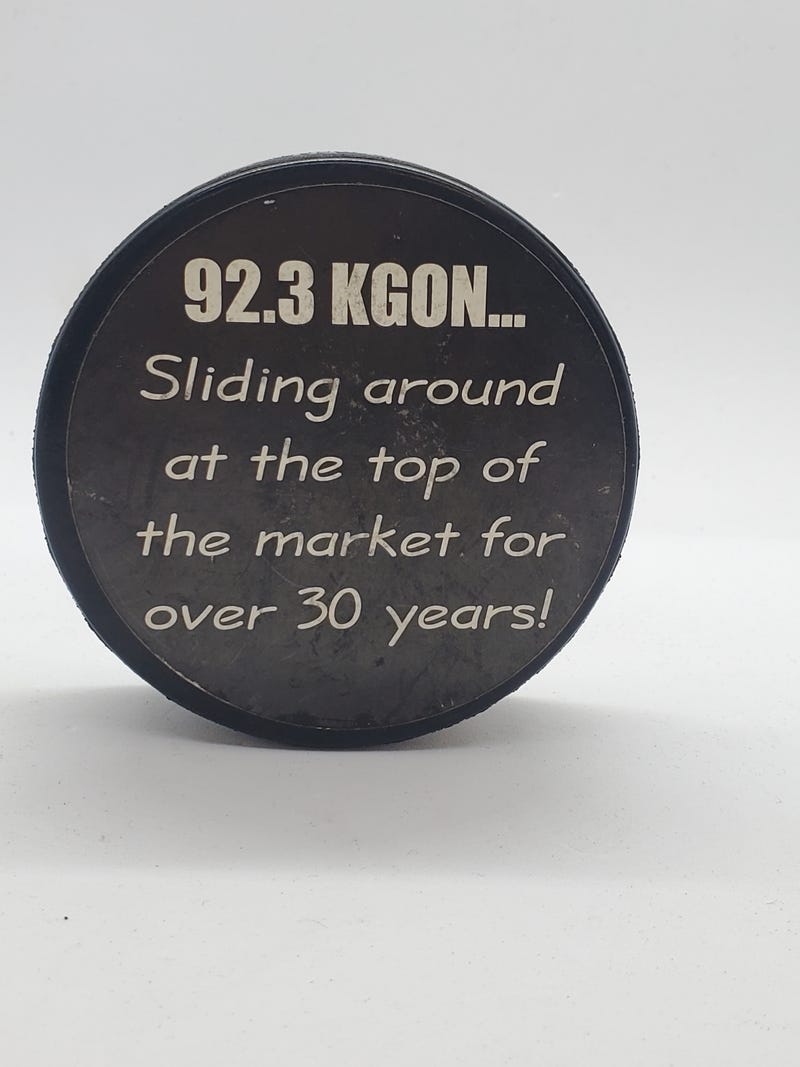 92.3 KGON...
Sliding around
at the top of
the market for
over 30 years!